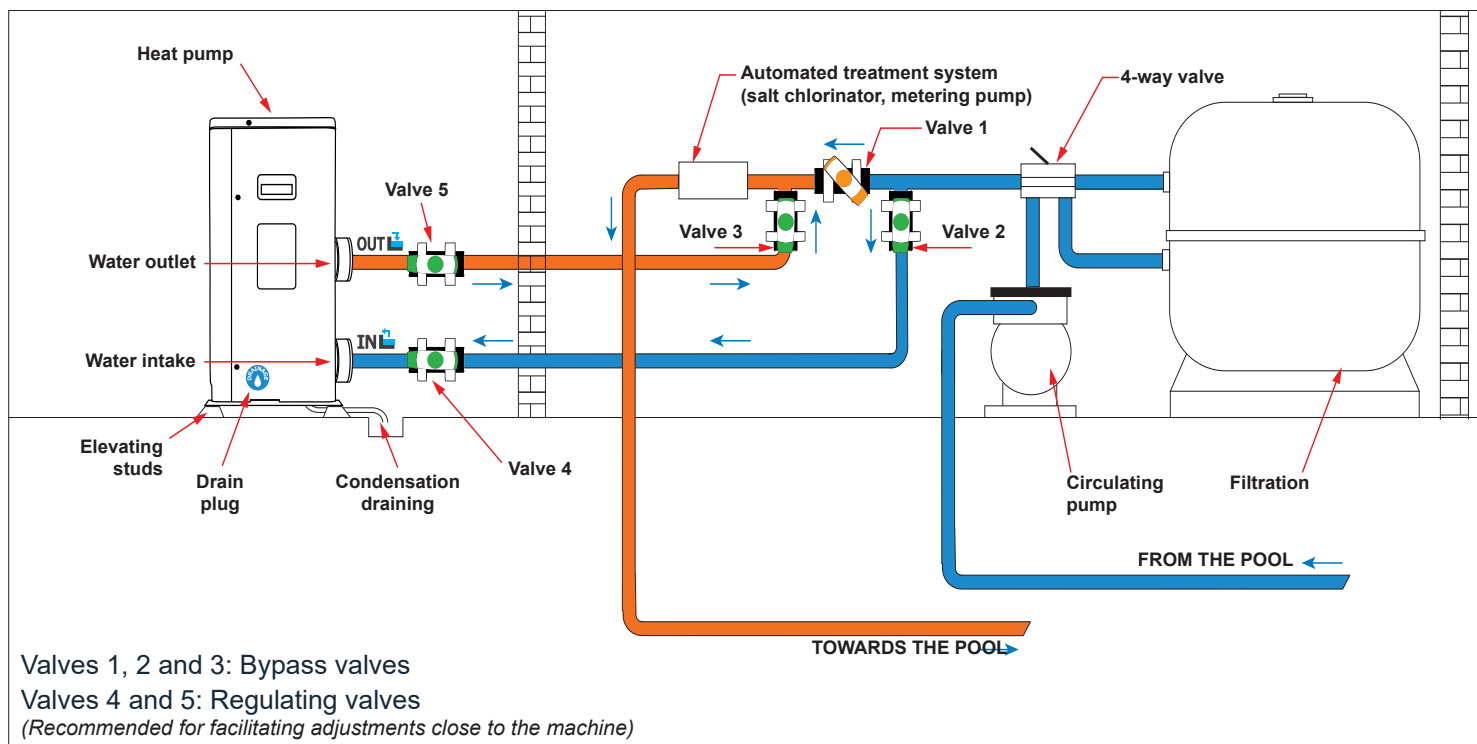 Heat pump
Automated treatment system
(salt chlorinator, metering pump)
4-way valve
Valve 1
Valve 5
OUT
Valve 3
Valve 2
Water outlet
IN
Water intake
Elevating
studs
Drain
plug
Condensation
draining
Valve 4
Circulating
pump
Filtration
FROM THE POOL
TOWARDS THE POOL
Valves 1, 2 and 3: Bypass valves
Valves 4 and 5: Regulating valves
(Recommended for facilitating adjustments close to the machine)